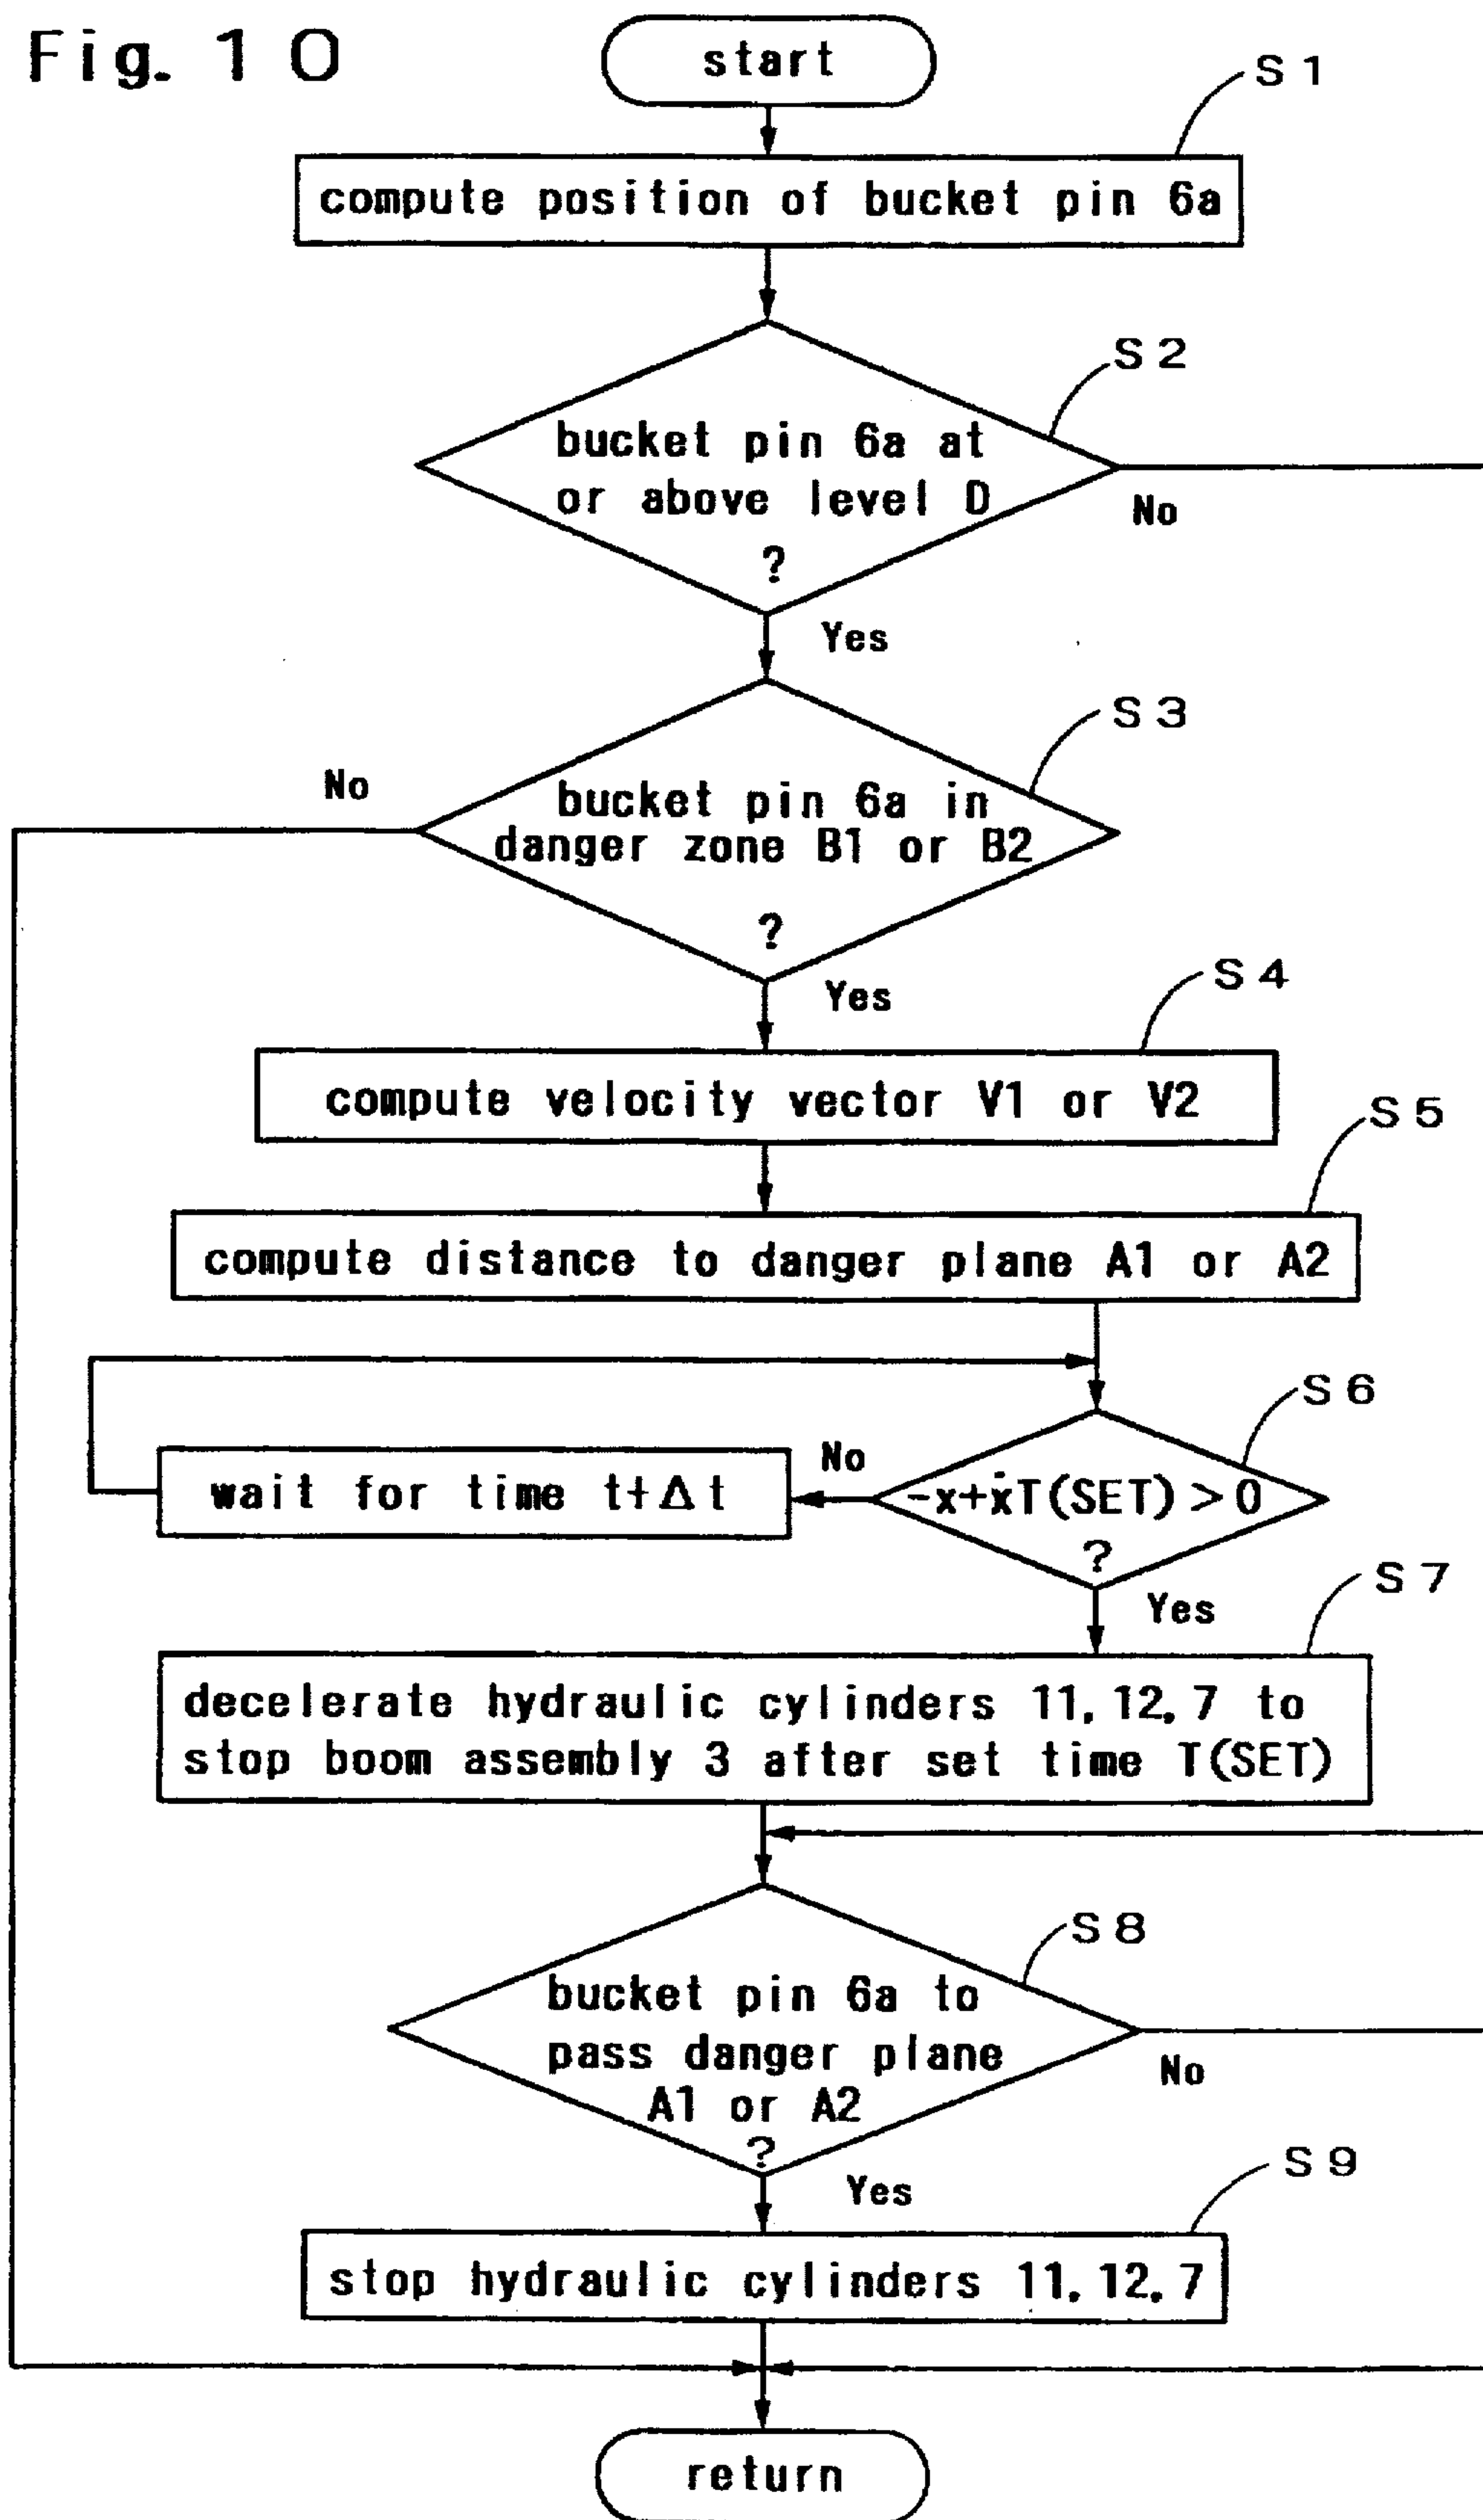 Fig. 10
start
S1
compute position of bucket pin 6a
S2
bucket pin 6a at
or above level D
?
No
Yes
S3
No
bucket pin 6a in
danger zone B1 or B2
?
Yes
S4
compute velocity vector V1 or V2
S5
compute distance to danger plane A1 or A2
S6
No
wait for time t+Δt
-x+ẋT(SET)>0
?
Yes
S7
decelerate hydraulic cylinders 11,12,7 to
stop boom assembly 3 after set time T(SET)
S8
bucket pin 6a to
pass danger plane
A1 or A2
?
No
Yes
S9
stop hydraulic cylinders 11,12,7
return